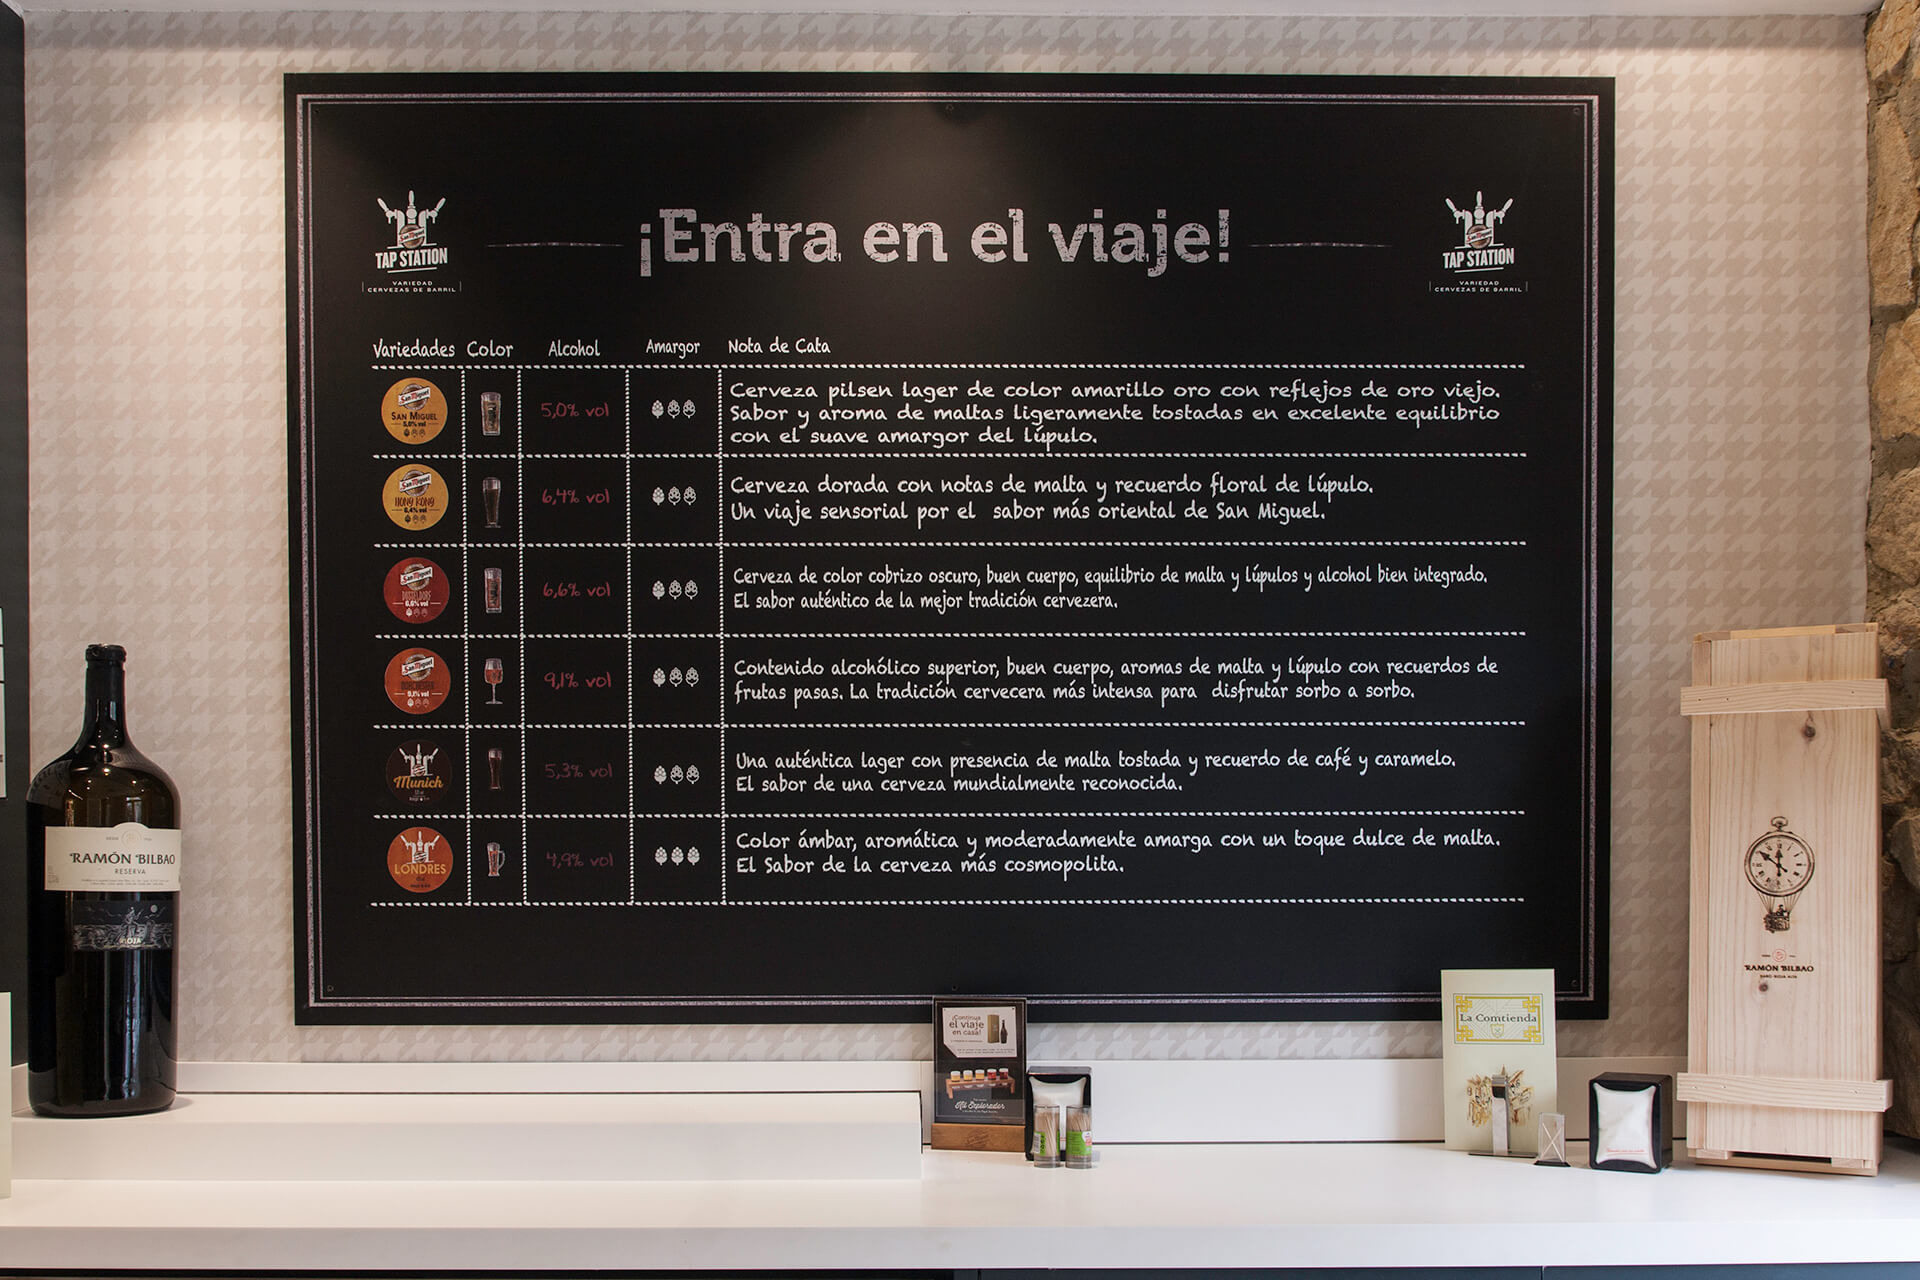 ¡Entra en el viaje!
San Miguel
TAP STATION
VARIEDAD
CERVEZAS DE BARRIL
San Miguel
TAP STATION
VARIEDAD
CERVEZAS DE BARRIL
Variedades Color Alcohol Amargor Nota de Cata
San Miguel
SAN MIGUEL
5,0% vol
5,0% vol
Cerveza pilsen lager de color amarillo oro con reflejos de oro viejo.
Sabor y aroma de maltas ligeramente tostadas en excelente equilibrio
con el suave amargor del lúpulo.
San Miguel
HONG KONG
6,4% vol
6,4% vol
Cerveza dorada con notas de malta y recuerdo floral de lúpulo.
Un viaje sensorial por el sabor más oriental de San Miguel.
San Miguel
6,6% vol
6,6% vol
Cerveza de color cobrizo oscuro, buen cuerpo, equilibrio de malta y lúpulos y alcohol bien integrado.
El sabor auténtico de la mejor tradición cervezera.
San Miguel
9,1% vol
9,1% vol
Contenido alcohólico superior, buen cuerpo, aromas de malta y lúpulo con recuerdos de
frutas pasas. La tradición cervecera más intensa para disfrutar sorbo a sorbo.
Munich
5,3% vol
Una auténtica lager con presencia de malta tostada y recuerdo de café y caramelo.
El sabor de una cerveza mundialmente reconocida.
LONDRES
4,9% vol
Color ámbar, aromática y moderadamente amarga con un toque dulce de malta.
El Sabor de la cerveza más cosmopolita.
RAMÓN BILBAO
RESERVA
RIOJA
¡Continua
el viaje
en casa!
Kit Explorador
La Comtienda
RAMÓN BILBAO